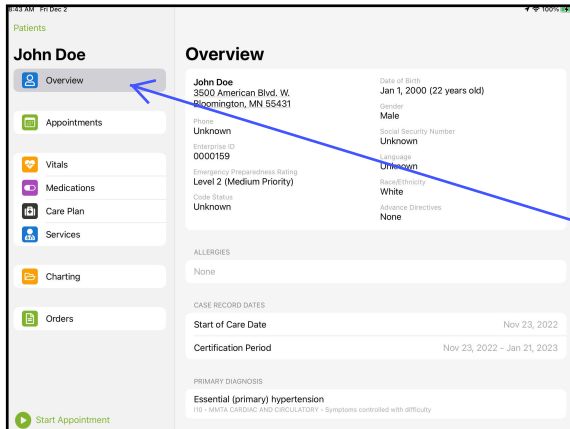 8:43 AM Fri Dec 2
100%
Patients
John Doe
Overview
Appointments
Vitals
Medications
Care Plan
Services
Charting
Orders
Start Appointment
Overview
John Doe
3500 American Blvd. W.
Bloomington, MN 55431
Phone
Unknown
Enterprise ID
0000159
Emergency Preparedness Rating
Level 2 (Medium Priority)
Code Status
Unknown
Date of Birth
Jan 1, 2000 (22 years old)
Gender
Male
Social Security Number
Unknown
Language
Unknown
Race/Ethnicity
White
Advance Directives
None
ALLERGIES
None
CASE RECORD DATES
Start of Care Date Nov 23, 2022
Certification Period Nov 23, 2022 - Jan 21, 2023
PRIMARY DIAGNOSIS
Essential (primary) hypertension
I10 - MMTA CARDIAC AND CIRCULATORY - Symptoms controlled with difficulty